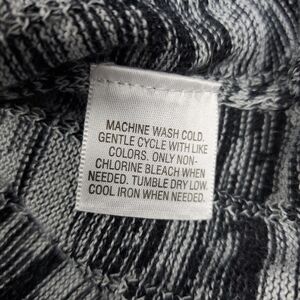 MACHINE WASH COLD.
GENTLE CYCLE WITH LIKE
COLORS. ONLY NON-
CHLORINE BLEACH WHEN
NEEDED. TUMBLE DRY LOW.
COOL IRON WHEN NEEDED.